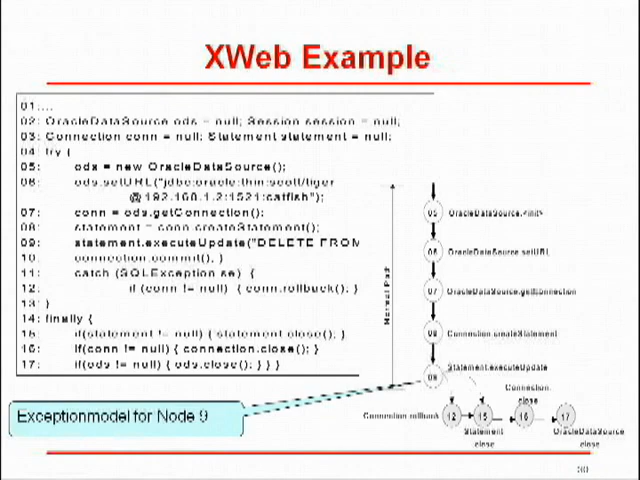 XWeb Example
01....
02: OracleDataSource ods = null; Session session = null;
03: Connection conn = null; Statement statement = null;
04: try {
05: ods = new OracleDataSource();
06: ods.setURL("jdbc:oracle:thin:scott/tiger
@192.168.1.2:1521:catfish");
07: conn = ods.getConnection();
08: statement = conn.createStatement();
09: statement.executeUpdate("DELETE FROM
10: connection.commit(); }
11: catch (SQLException se) {
12: if (conn != null) { conn.rollback(); }
13: }
14: finally {
15: if(statement != null) { statement.close(); }
16: if(conn != null) { connection.close(); }
17: if(ods != null) { ods.close(); } } }
Normal Path
05 OracleDataSource.<init>
06 OracleDataSource.setURL
07 OracleDataSource.getConnection
08 Connection.createStatement
09 Statement.executeUpdate
Connection.
close
Connection.rollback 12 15 16 17
Statement
close
OracleDataSource
close
Exceptionmodel for Node 9
30